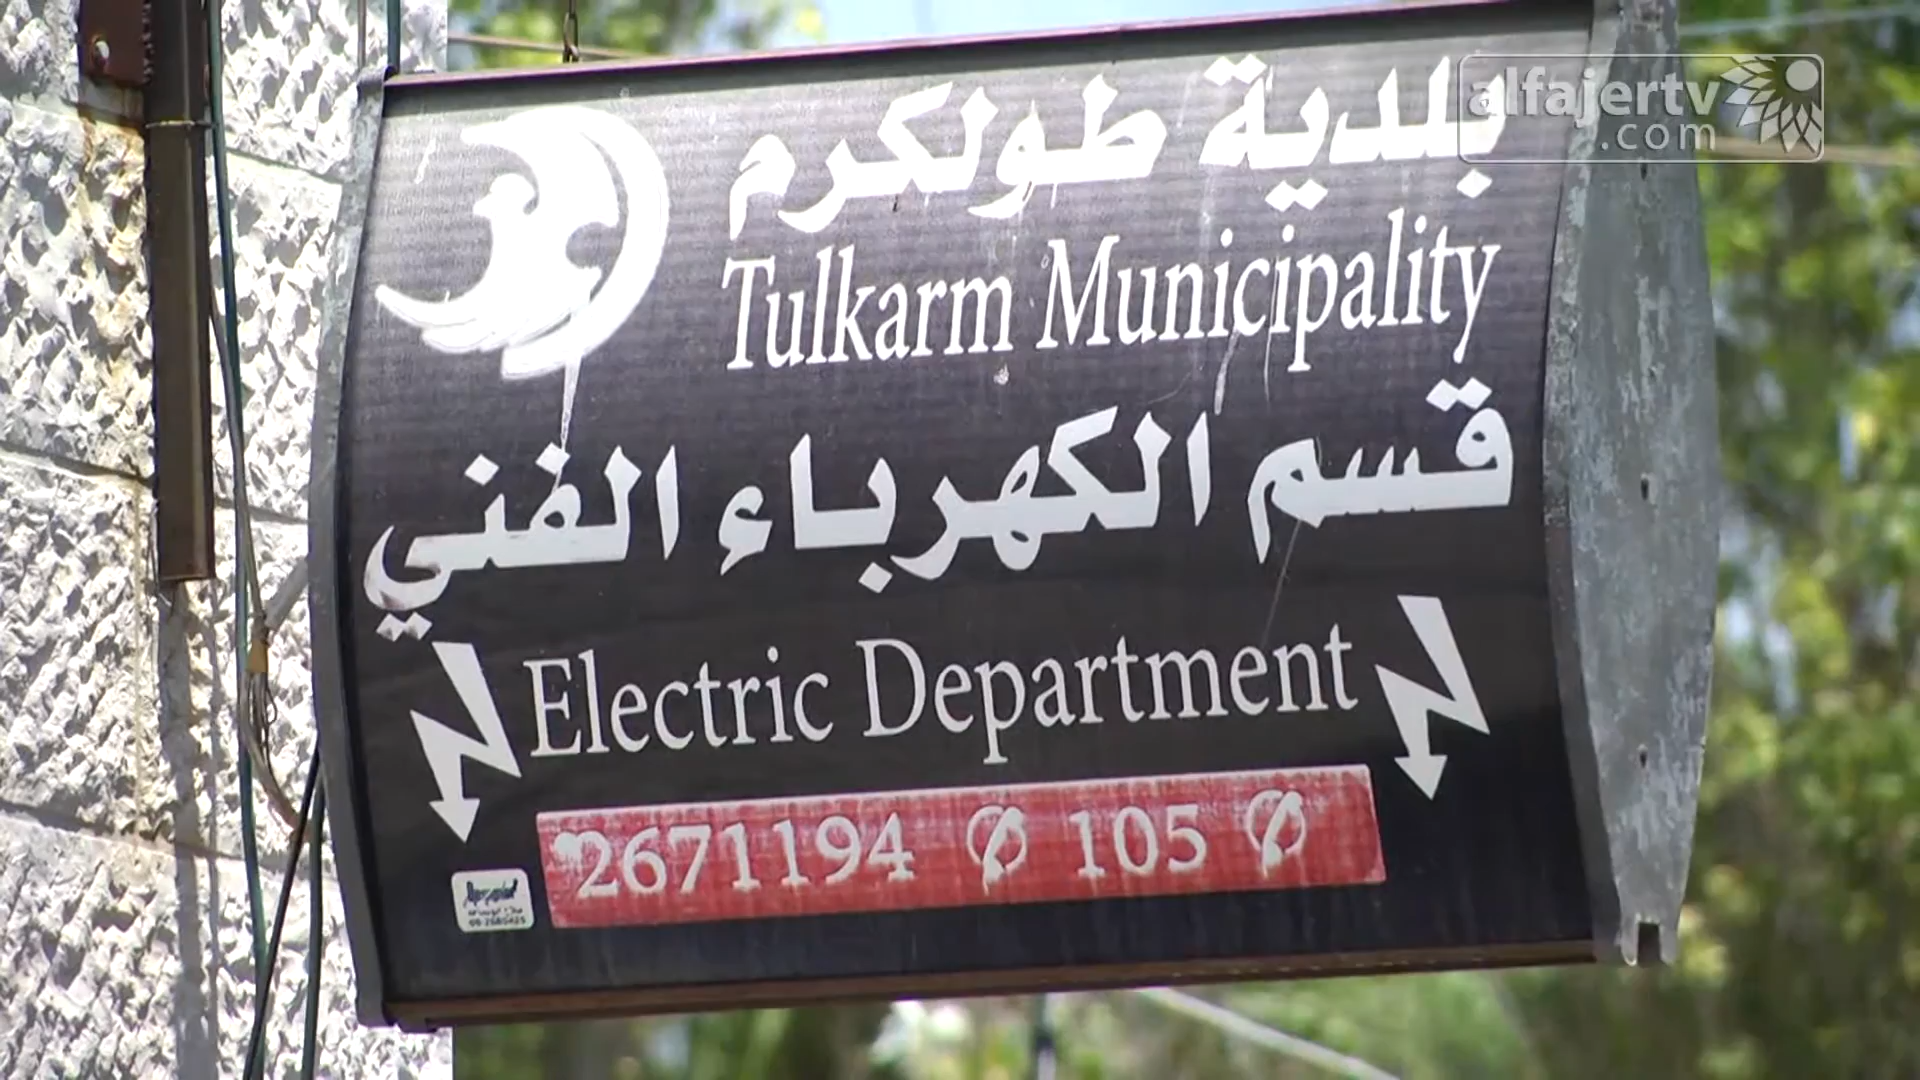 alfajertv
.com
بلدية طولكرم
Tulkarm Municipality
قسم الكهرباء الفني
Electric Department
2671194 105